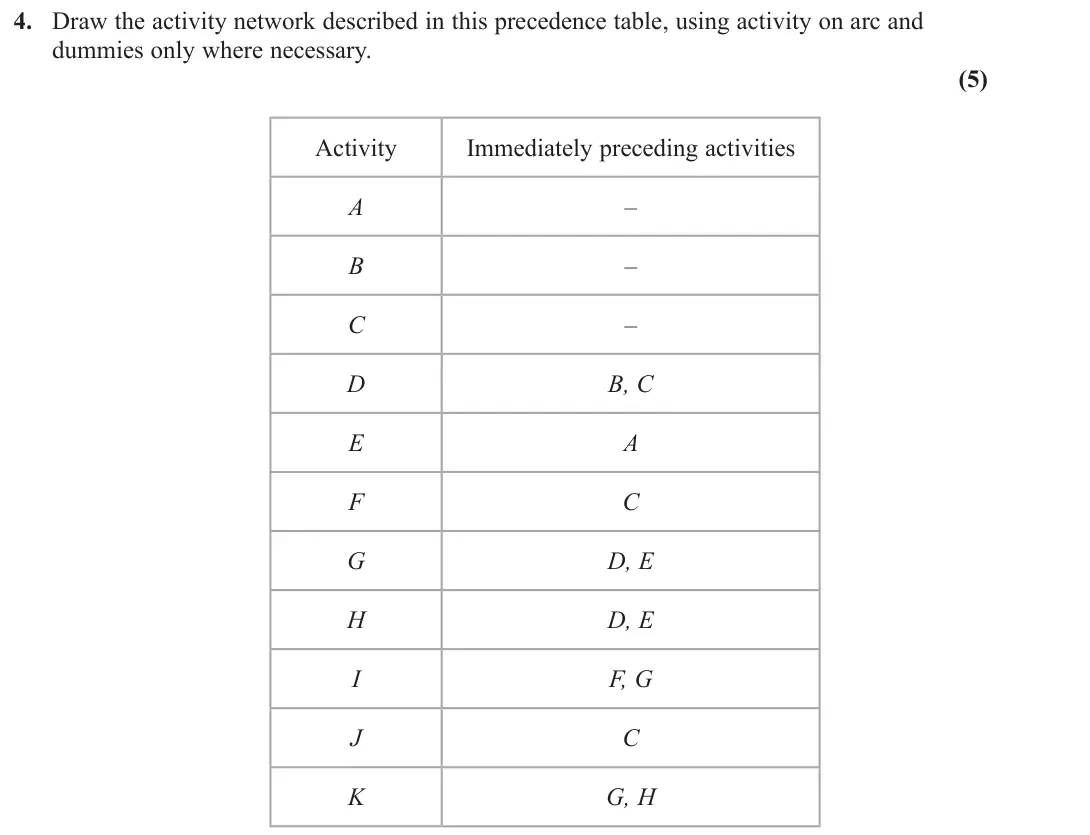 4. Draw the activity network described in this precedence table, using activity on arc and
dummies only where necessary.
(5)
Activity Immediately preceding activities
A –
B –
C –
D B, C
E A
F C
G D, E
H D, E
I F, G
J C
K G, H